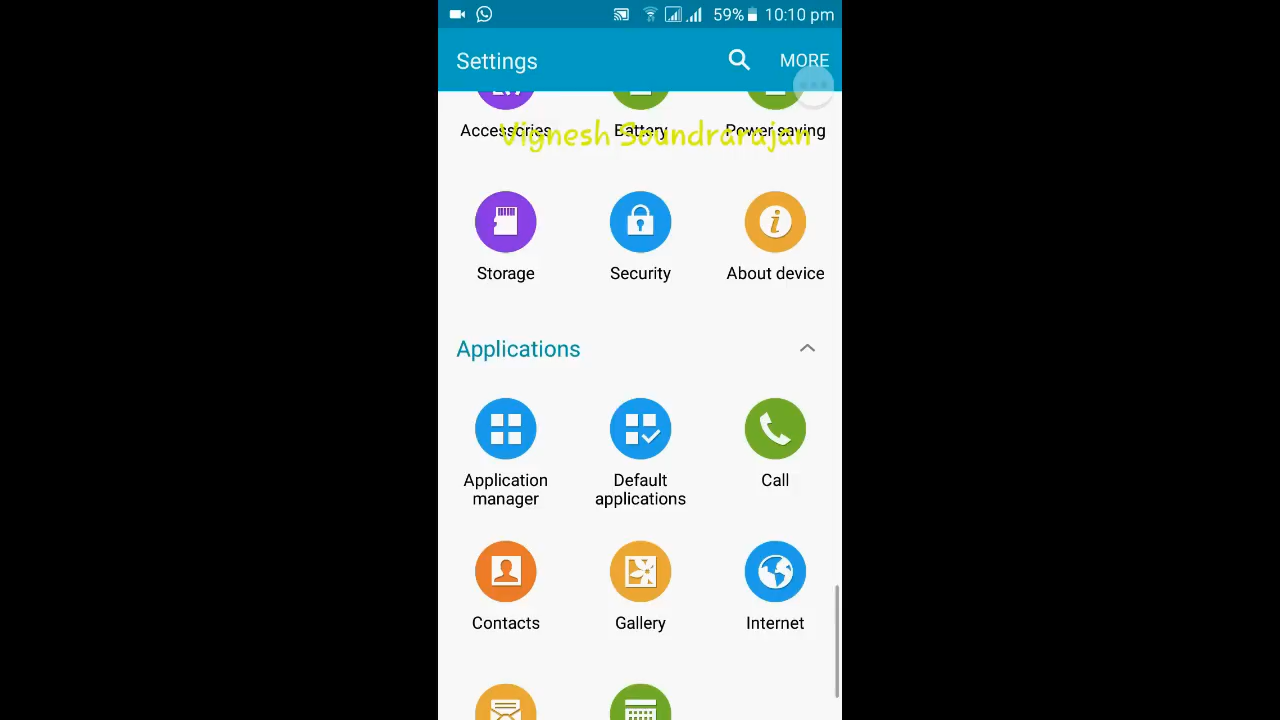 59% 10:10 pm
Settings MORE
Accessories Battery Power saving
Vignesh Soundrarajan
Storage Security About device
Applications
Application manager Default applications Call
Contacts Gallery Internet